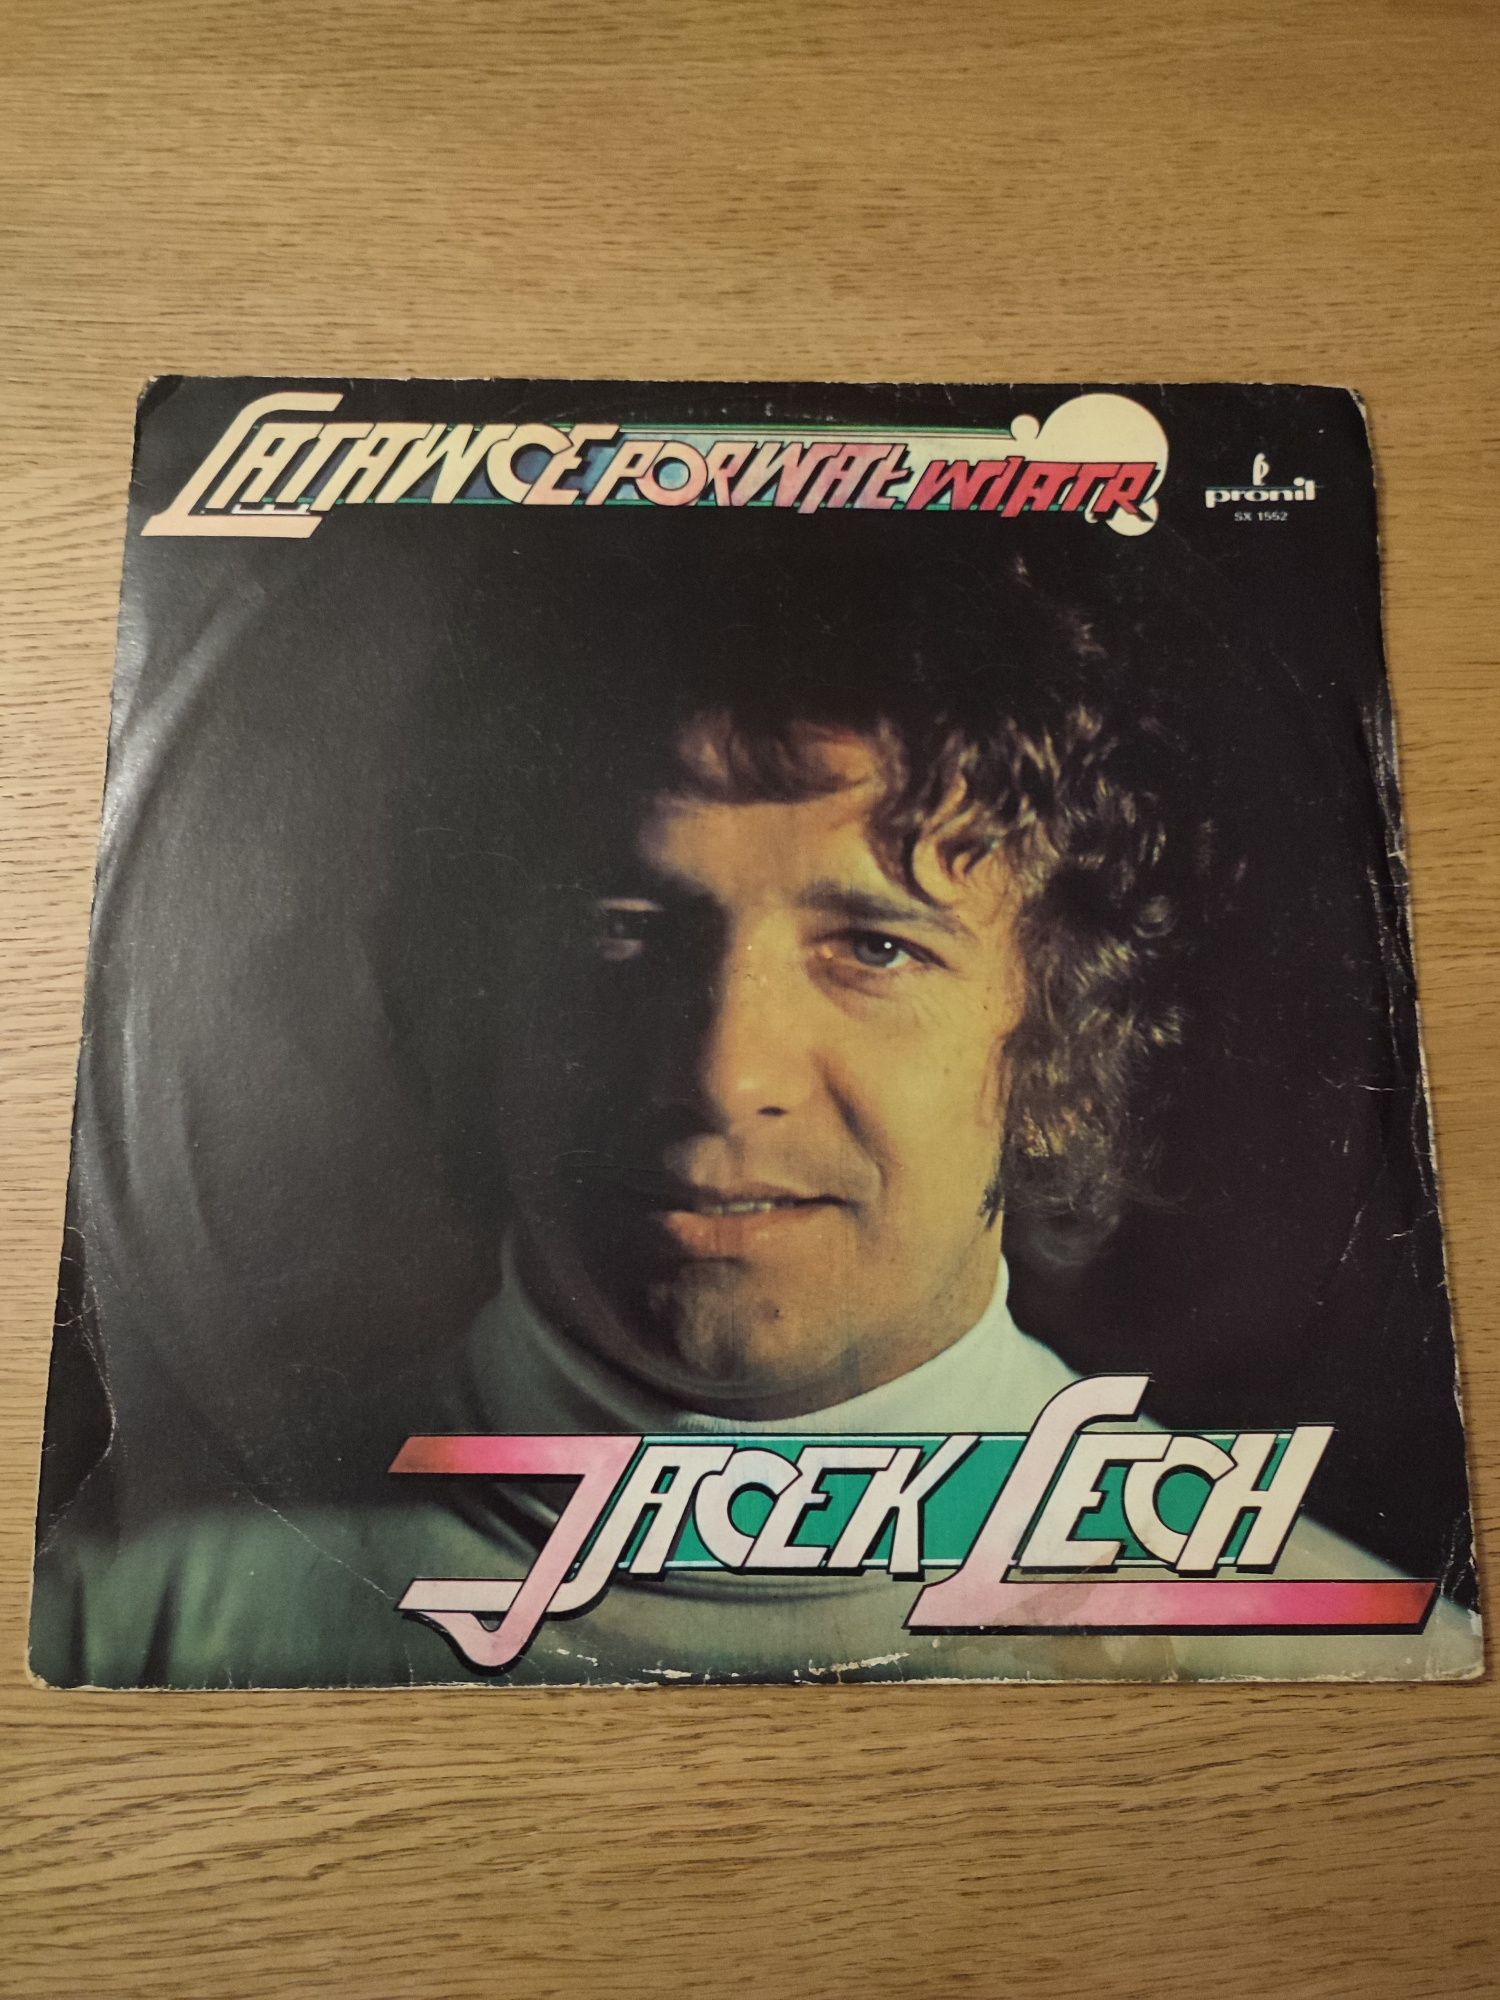 LATAWCE PORWAŁ WIATR
pronit
SX 1552
JACEK LECH